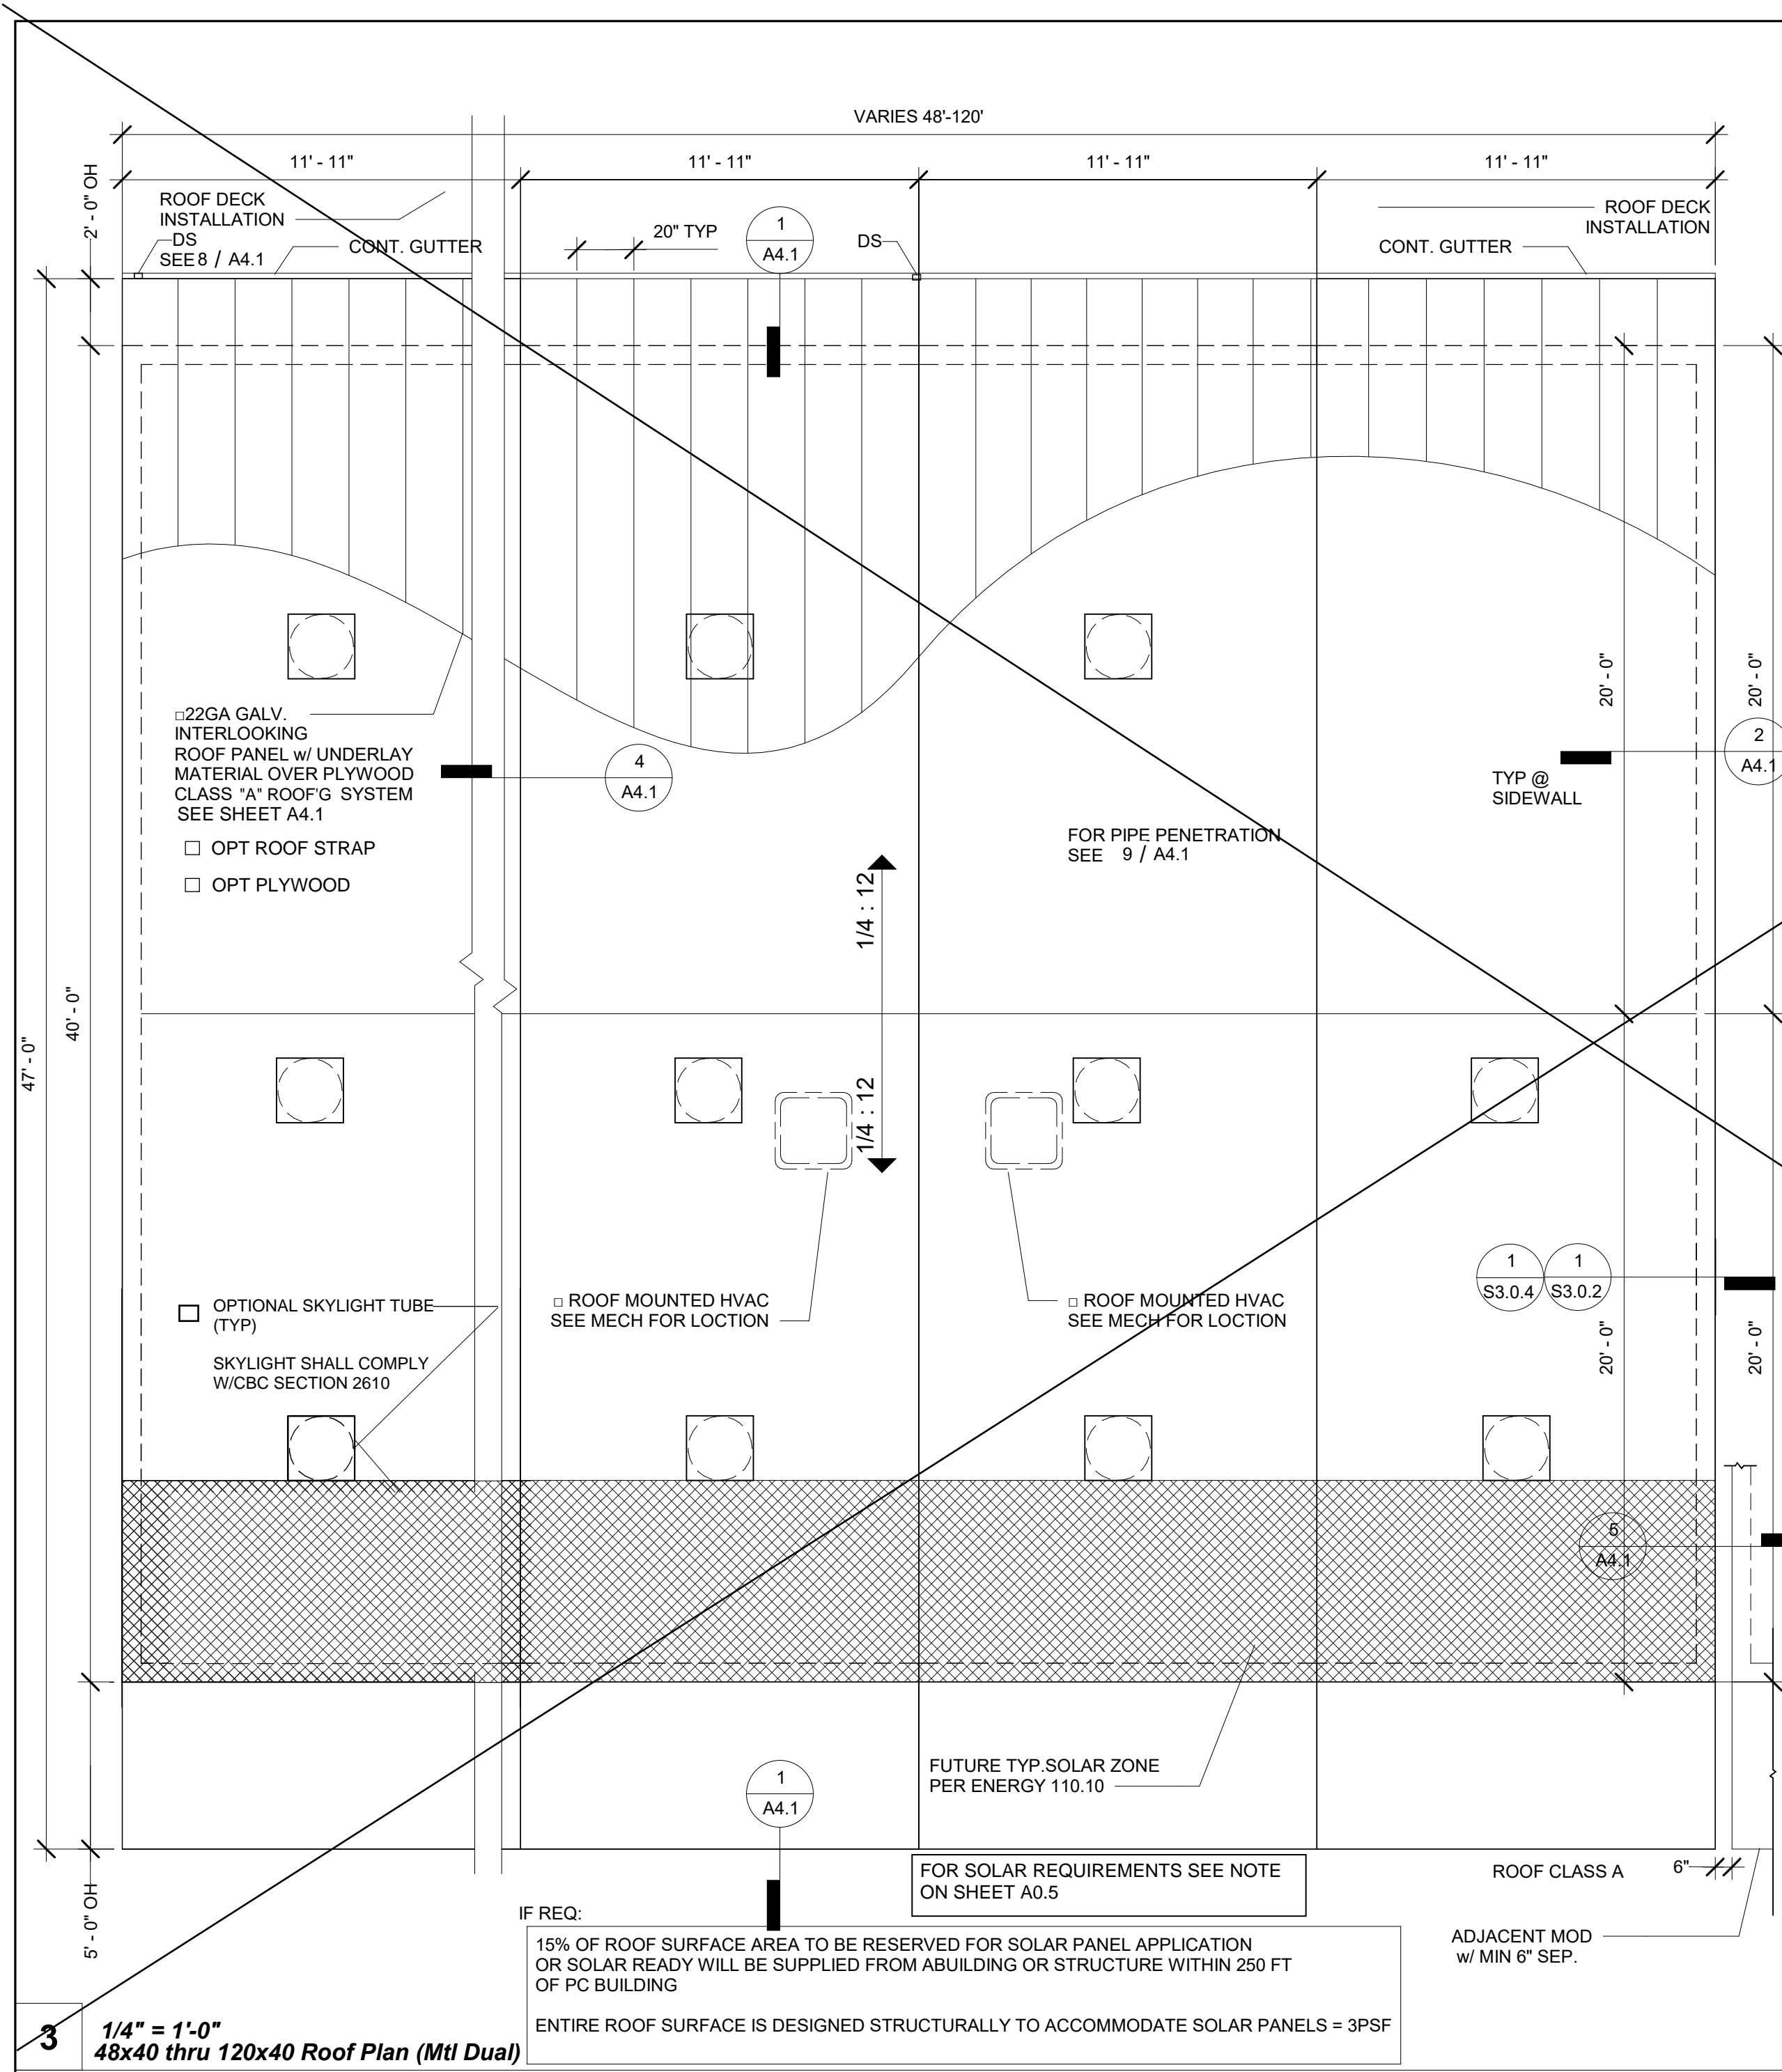 VARIES 48'-120'
11' - 11"
11' - 11"
11' - 11"
11' - 11"
2' - 0" OH
ROOF DECK
INSTALLATION
DS
SEE 8 / A4.1
CONT. GUTTER
20" TYP
1
A4.1
DS
ROOF DECK
INSTALLATION
CONT. GUTTER
20' - 0"
20' - 0"
□22GA GALV.
INTERLOOKING
ROOF PANEL w/ UNDERLAY
MATERIAL OVER PLYWOOD
CLASS "A" ROOF'G SYSTEM
SEE SHEET A4.1
□ OPT ROOF STRAP
□ OPT PLYWOOD
4
A4.1
2
A4.1
TYP @
SIDEWALL
FOR PIPE PENETRATION
SEE 9 / A4.1
1/4 : 12
1/4 : 12
47' - 0"
40' - 0"
□ OPTIONAL SKYLIGHT TUBE
(TYP)
SKYLIGHT SHALL COMPLY
W/CBC SECTION 2610
□ ROOF MOUNTED HVAC
SEE MECH FOR LOCTION
□ ROOF MOUNTED HVAC
SEE MECH FOR LOCTION
1
S3.0.4
1
S3.0.2
20' - 0"
20' - 0"
5
A4.1
1
A4.1
FUTURE TYP.SOLAR ZONE
PER ENERGY 110.10
5' - 0" OH
FOR SOLAR REQUIREMENTS SEE NOTE
ON SHEET A0.5
ROOF CLASS A
6"
ADJACENT MOD
w/ MIN 6" SEP.
IF REQ:
15% OF ROOF SURFACE AREA TO BE RESERVED FOR SOLAR PANEL APPLICATION
OR SOLAR READY WILL BE SUPPLIED FROM ABUILDING OR STRUCTURE WITHIN 250 FT
OF PC BUILDING
ENTIRE ROOF SURFACE IS DESIGNED STRUCTURALLY TO ACCOMMODATE SOLAR PANELS = 3PSF
3
1/4" = 1'-0"
48x40 thru 120x40 Roof Plan (Mtl Dual)